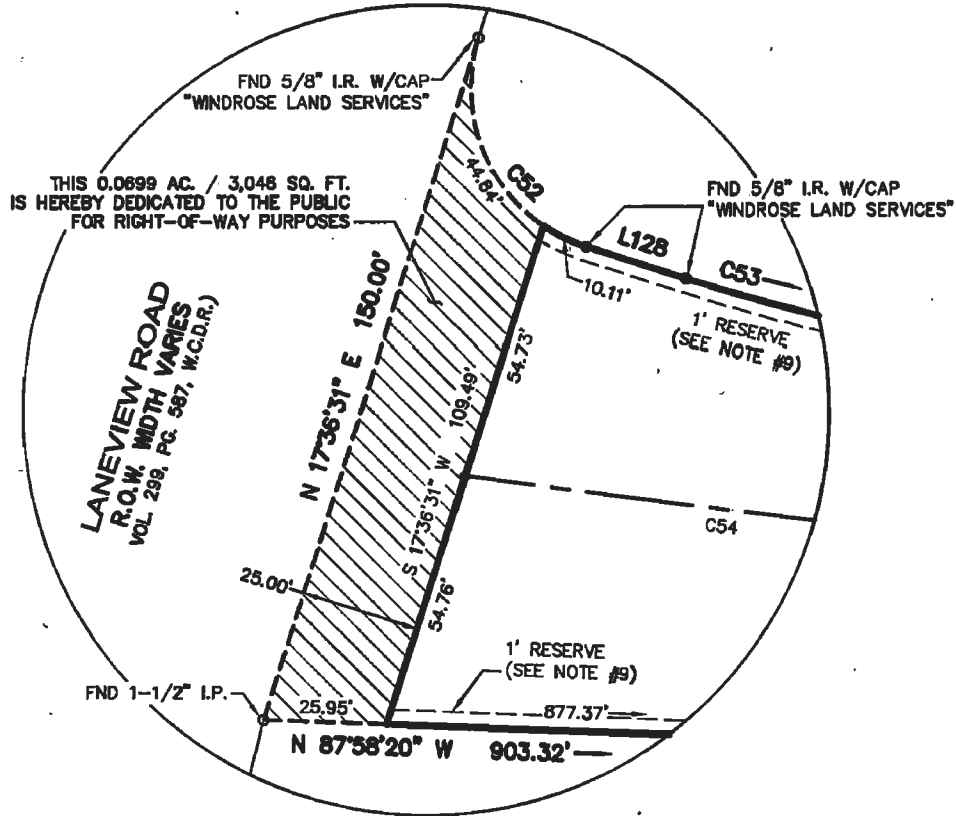 FND 5/8" I.R. W/CAP
"WINDROSE LAND SERVICES"
THIS 0.0699 AC. / 3,046 SQ. FT.
IS HEREBY DEDICATED TO THE PUBLIC
FOR RIGHT-OF-WAY PURPOSES
C52
44.84'
FND 5/8" I.R. W/CAP
"WINDROSE LAND SERVICES"
L128
C53
10.11'
1' RESERVE
(SEE NOTE #9)
LANEVIEW ROAD
R.O.W. WIDTH VARIES
VOL. 299, PG. 587, W.C.D.R.)
N 17°36'31" E 150.00'
S 17°36'31" W 109.49'
54.73'
C54
25.00'
54.76'
1' RESERVE
(SEE NOTE #9)
FND 1-1/2" I.P.
25.95'
877.37'
N 87°58'20" W 903.32'